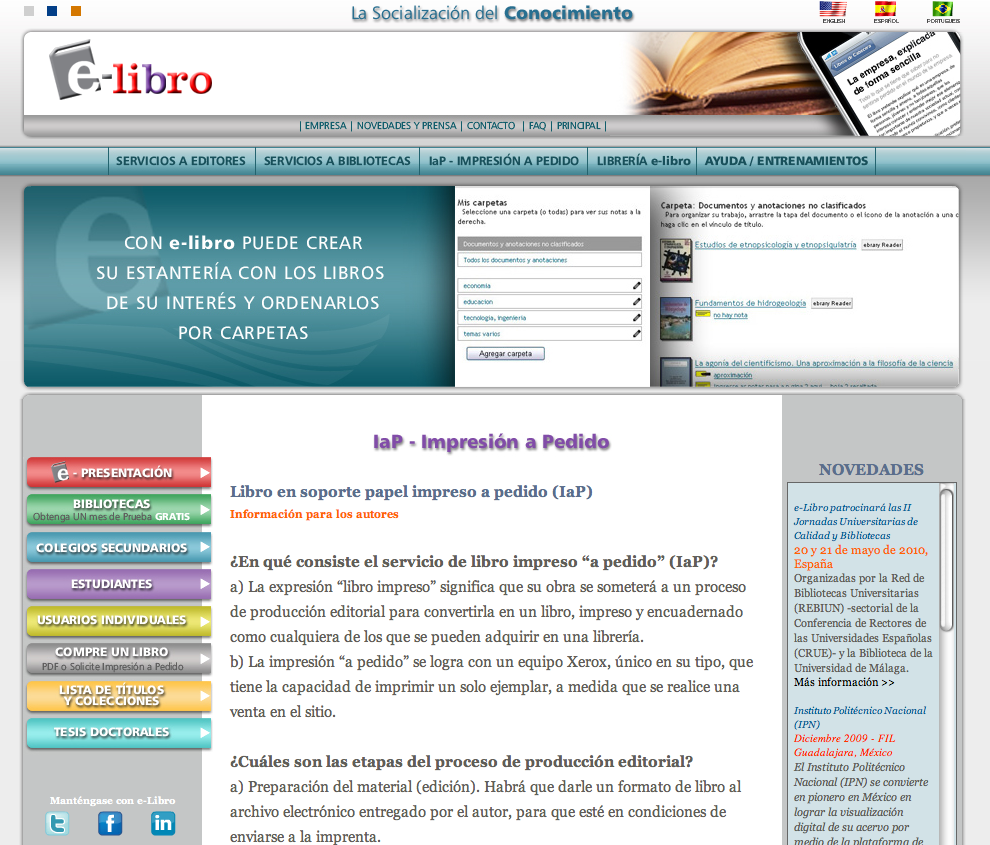 La Socialización del Conocimiento
ENGLISH
ESPAÑOL
PORTUGUEIS
e-libro
La empresa, explicada
de forma sencilla
| EMPRESA | NOVEDADES Y PRENSA | CONTACTO | FAQ | PRINCIPAL |
SERVICIOS A EDITORES
SERVICIOS A BIBLIOTECAS
IaP - IMPRESIÓN A PEDIDO
LIBRERÍA e-libro
AYUDA / ENTRENAMIENTOS
CON e-libro PUEDE CREAR
SU ESTANTERÍA CON LOS LIBROS
DE SU INTERÉS Y ORDENARLOS
POR CARPETAS
Mis carpetas
Seleccione una carpeta (o todas) para ver sus notas a la
derecha.
Documentos y anotaciones no clasificados
Todos los documentos y anotaciones
economia
educacion
tecnologia, ingenieria
temas varios
Agregar carpeta
Carpeta: Documentos y anotaciones no clasificados
Para organizar su trabajo, arrastre la tapa del documento o el icono de la anotación a una c
haga clic en el vínculo de título.
Estudios de etnopsicología y etnopsiquiatría
ebrary Reader
Fundamentos de hidrogeología
ebrary Reader
no hay nota
La agonía del cientificismo. Una aproximación a la filosofía de la ciencia
aproximación
e - PRESENTACIÓN
BIBLIOTECAS
Obtenga UN mes de Prueba GRATIS
COLEGIOS SECUNDARIOS
ESTUDIANTES
USUARIOS INDIVIDUALES
COMPRE UN LIBRO
PDF o Solicite Impresión a Pedido
LISTA DE TÍTULOS
Y COLECCIONES
TESIS DOCTORALES
Manténgase con e-Libro
IaP - Impresión a Pedido
Libro en soporte papel impreso a pedido (IaP)
Información para los autores
¿En qué consiste el servicio de libro impreso “a pedido” (IaP)?
a) La expresión “libro impreso” significa que su obra se someterá a un proceso
de producción editorial para convertirla en un libro, impreso y encuadernado
como cualquiera de los que se pueden adquirir en una librería.
b) La impresión “a pedido” se logra con un equipo Xerox, único en su tipo, que
tiene la capacidad de imprimir un solo ejemplar, a medida que se realice una
venta en el sitio.
¿Cuáles son las etapas del proceso de producción editorial?
a) Preparación del material (edición). Habrá que darle un formato de libro al
archivo electrónico entregado por el autor, para que esté en condiciones de
enviarse a la imprenta.
NOVEDADES
e-Libro patrocinará las II
Jornadas Universitarias de
Calidad y Bibliotecas
20 y 21 de mayo de 2010,
España
Organizadas por la Red de
Bibliotecas Universitarias
(REBIUN) -sectorial de la
Conferencia de Rectores de
las Universidades Españolas
(CRUE)- y la Biblioteca de la
Universidad de Málaga.
Más información >>
Instituto Politécnico Nacional
(IPN)
Diciembre 2009 - FIL
Guadalajara, México
El Instituto Politécnico
Nacional (IPN) se convierte
en pionero en México en
lograr la visualización
digital de su acervo por
medio de la plataforma de